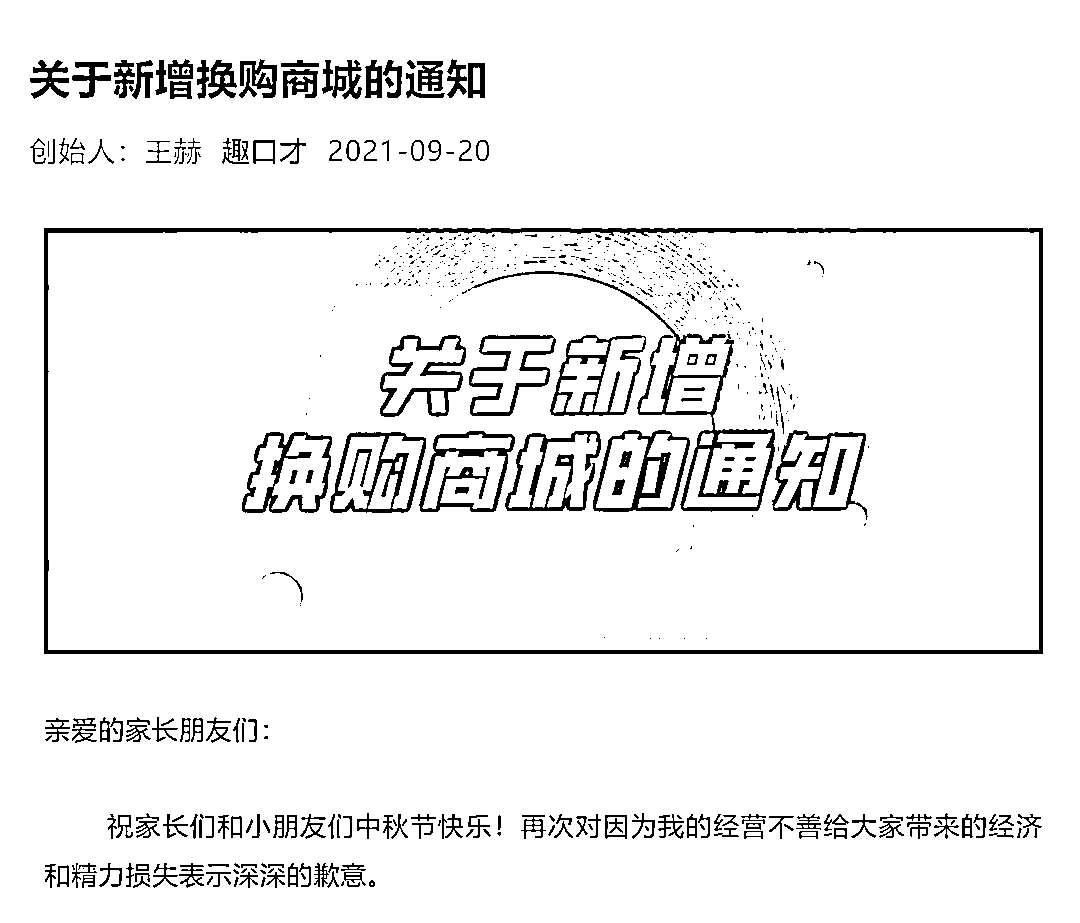 关于新增换购商城的通知
创始人：王赫 趣口才 2021-09-20
关于新增
换购商城的通知
亲爱的家长朋友们：
祝家长们和小朋友们中秋节快乐！再次对因为我的经营不善给大家带来的经济
和精力损失表示深深的歉意。